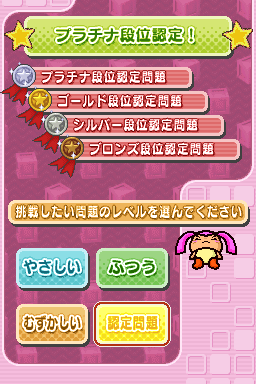 プラチナ段位認定！
プラチナ段位認定問題
ゴールド段位認定問題
シルバー段位認定問題
ブロンズ段位認定問題
挑戦したい問題のレベルを選んでください
やさしい
ふつう
むずかしい
認定問題